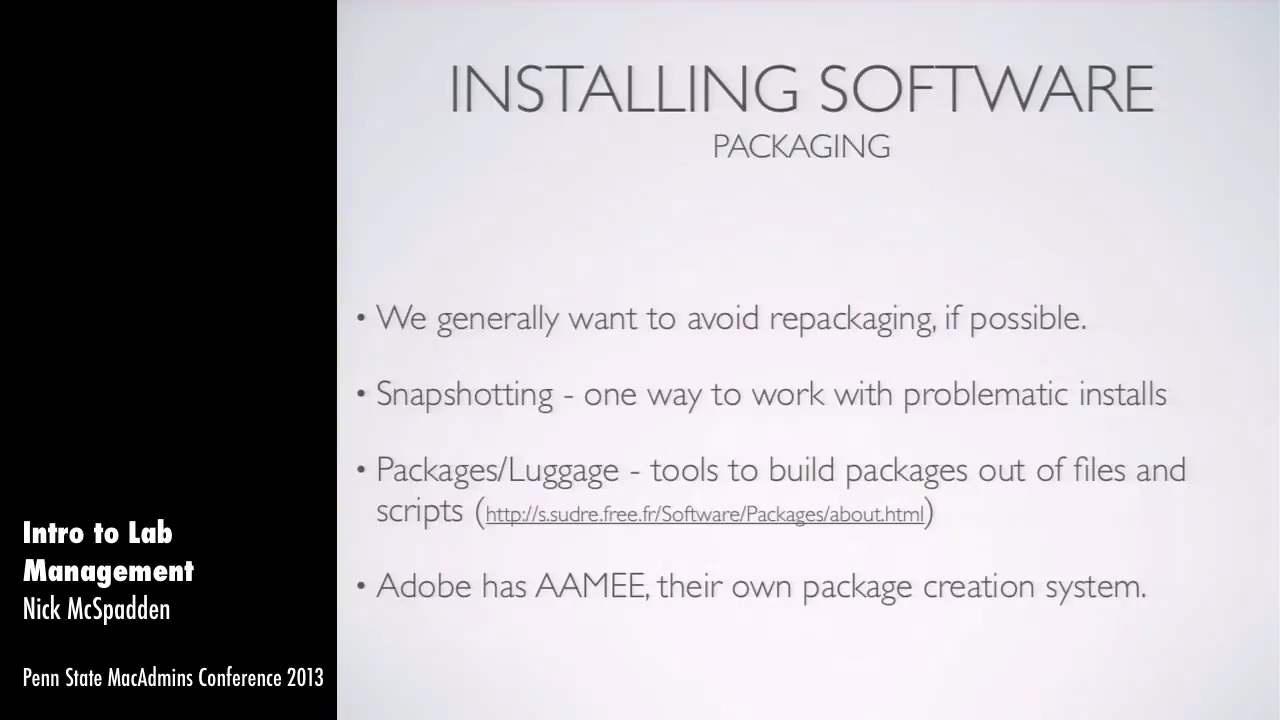 INSTALLING SOFTWARE
PACKAGING
• We generally want to avoid repackaging, if possible.
• Snapshotting - one way to work with problematic installs
• Packages/Luggage - tools to build packages out of files and
scripts (http://s.sudre.free.fr/Software/Packages/about.html)
• Adobe has AAMEE, their own package creation system.
Intro to Lab
Management
Nick McSpadden
Penn State MacAdmins Conference 2013